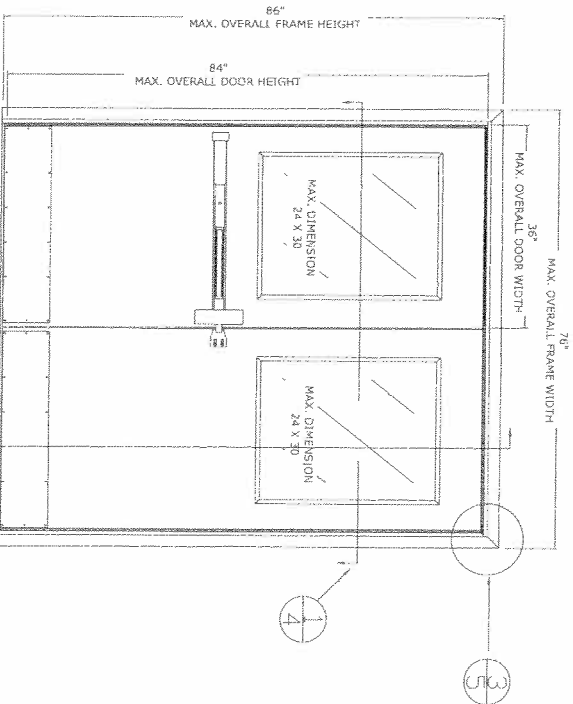 86"
MAX. OVERALL FRAME HEIGHT
84"
MAX. OVERALL DOOR HEIGHT
76"
MAX. OVERALL FRAME WIDTH
36"
MAX. OVERALL DOOR WIDTH
MAX. DIMENSION
24 X 30
MAX. DIMENSION
24 X 30
1
4
3
5